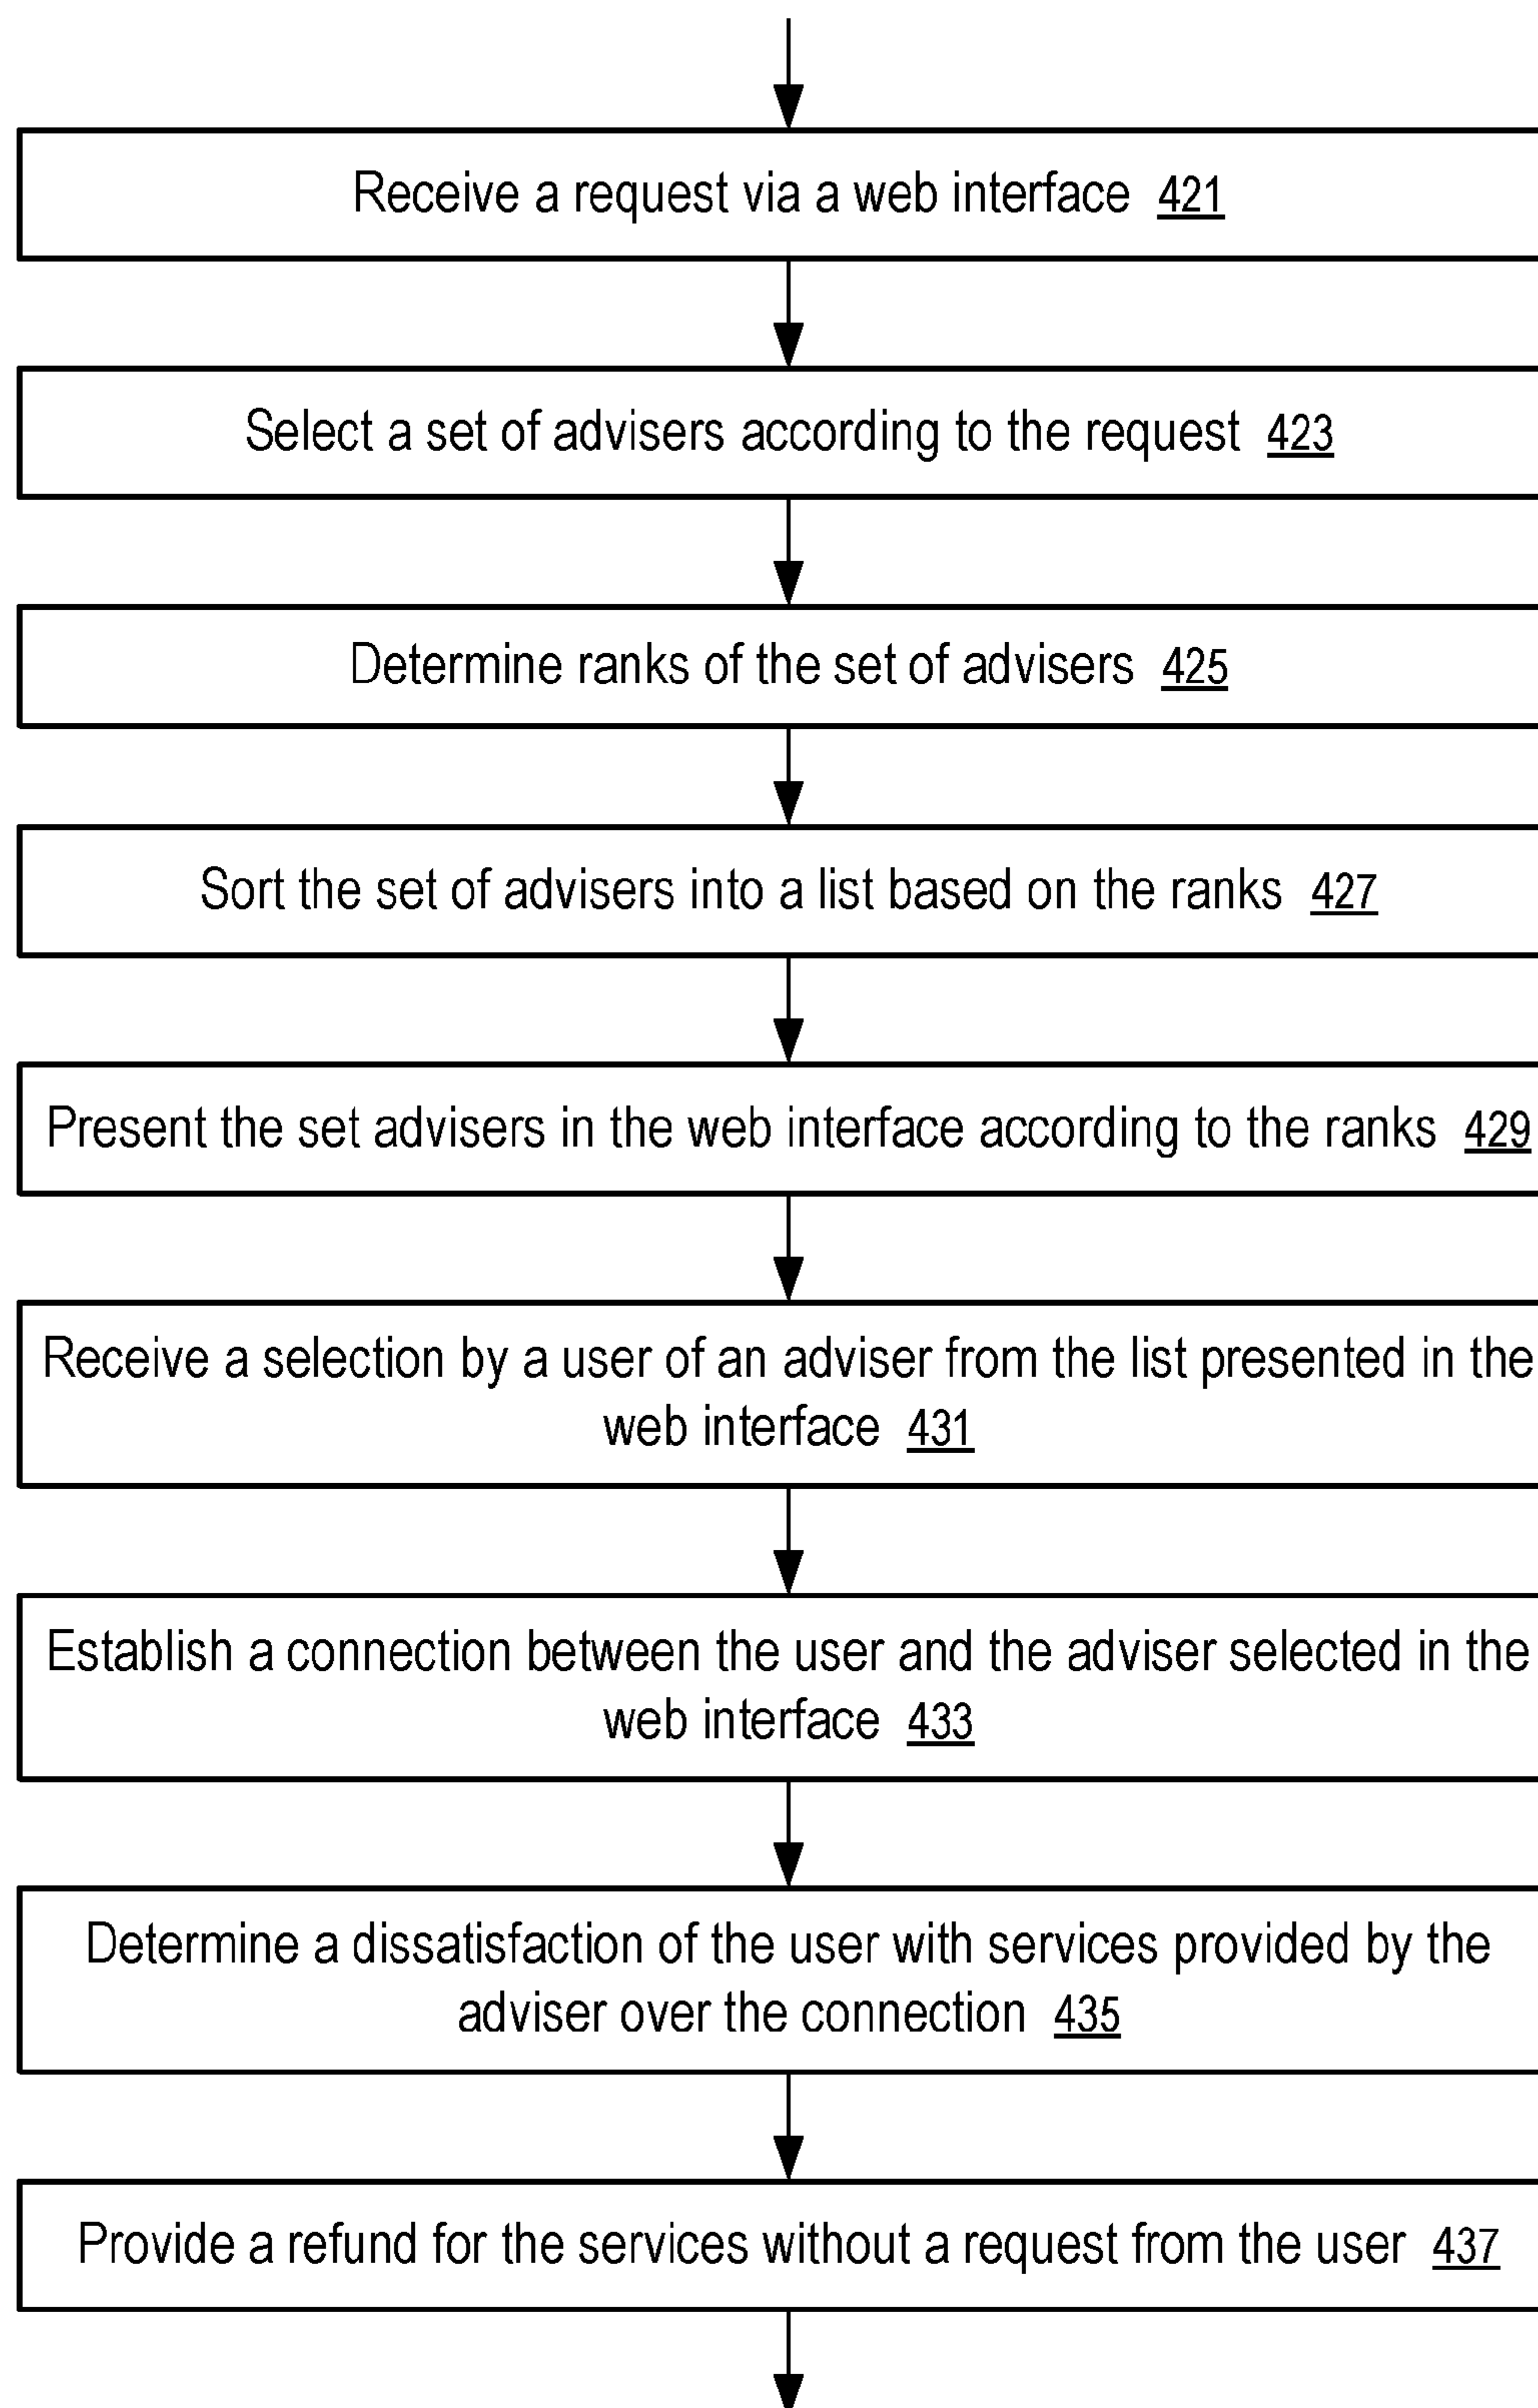 Receive a request via a web interface 421
Select a set of advisers according to the request 423
Determine ranks of the set of advisers 425
Sort the set of advisers into a list based on the ranks 427
Present the set advisers in the web interface according to the ranks 429
Receive a selection by a user of an adviser from the list presented in the
web interface 431
Establish a connection between the user and the adviser selected in the
web interface 433
Determine a dissatisfaction of the user with services provided by the
adviser over the connection 435
Provide a refund for the services without a request from the user 437